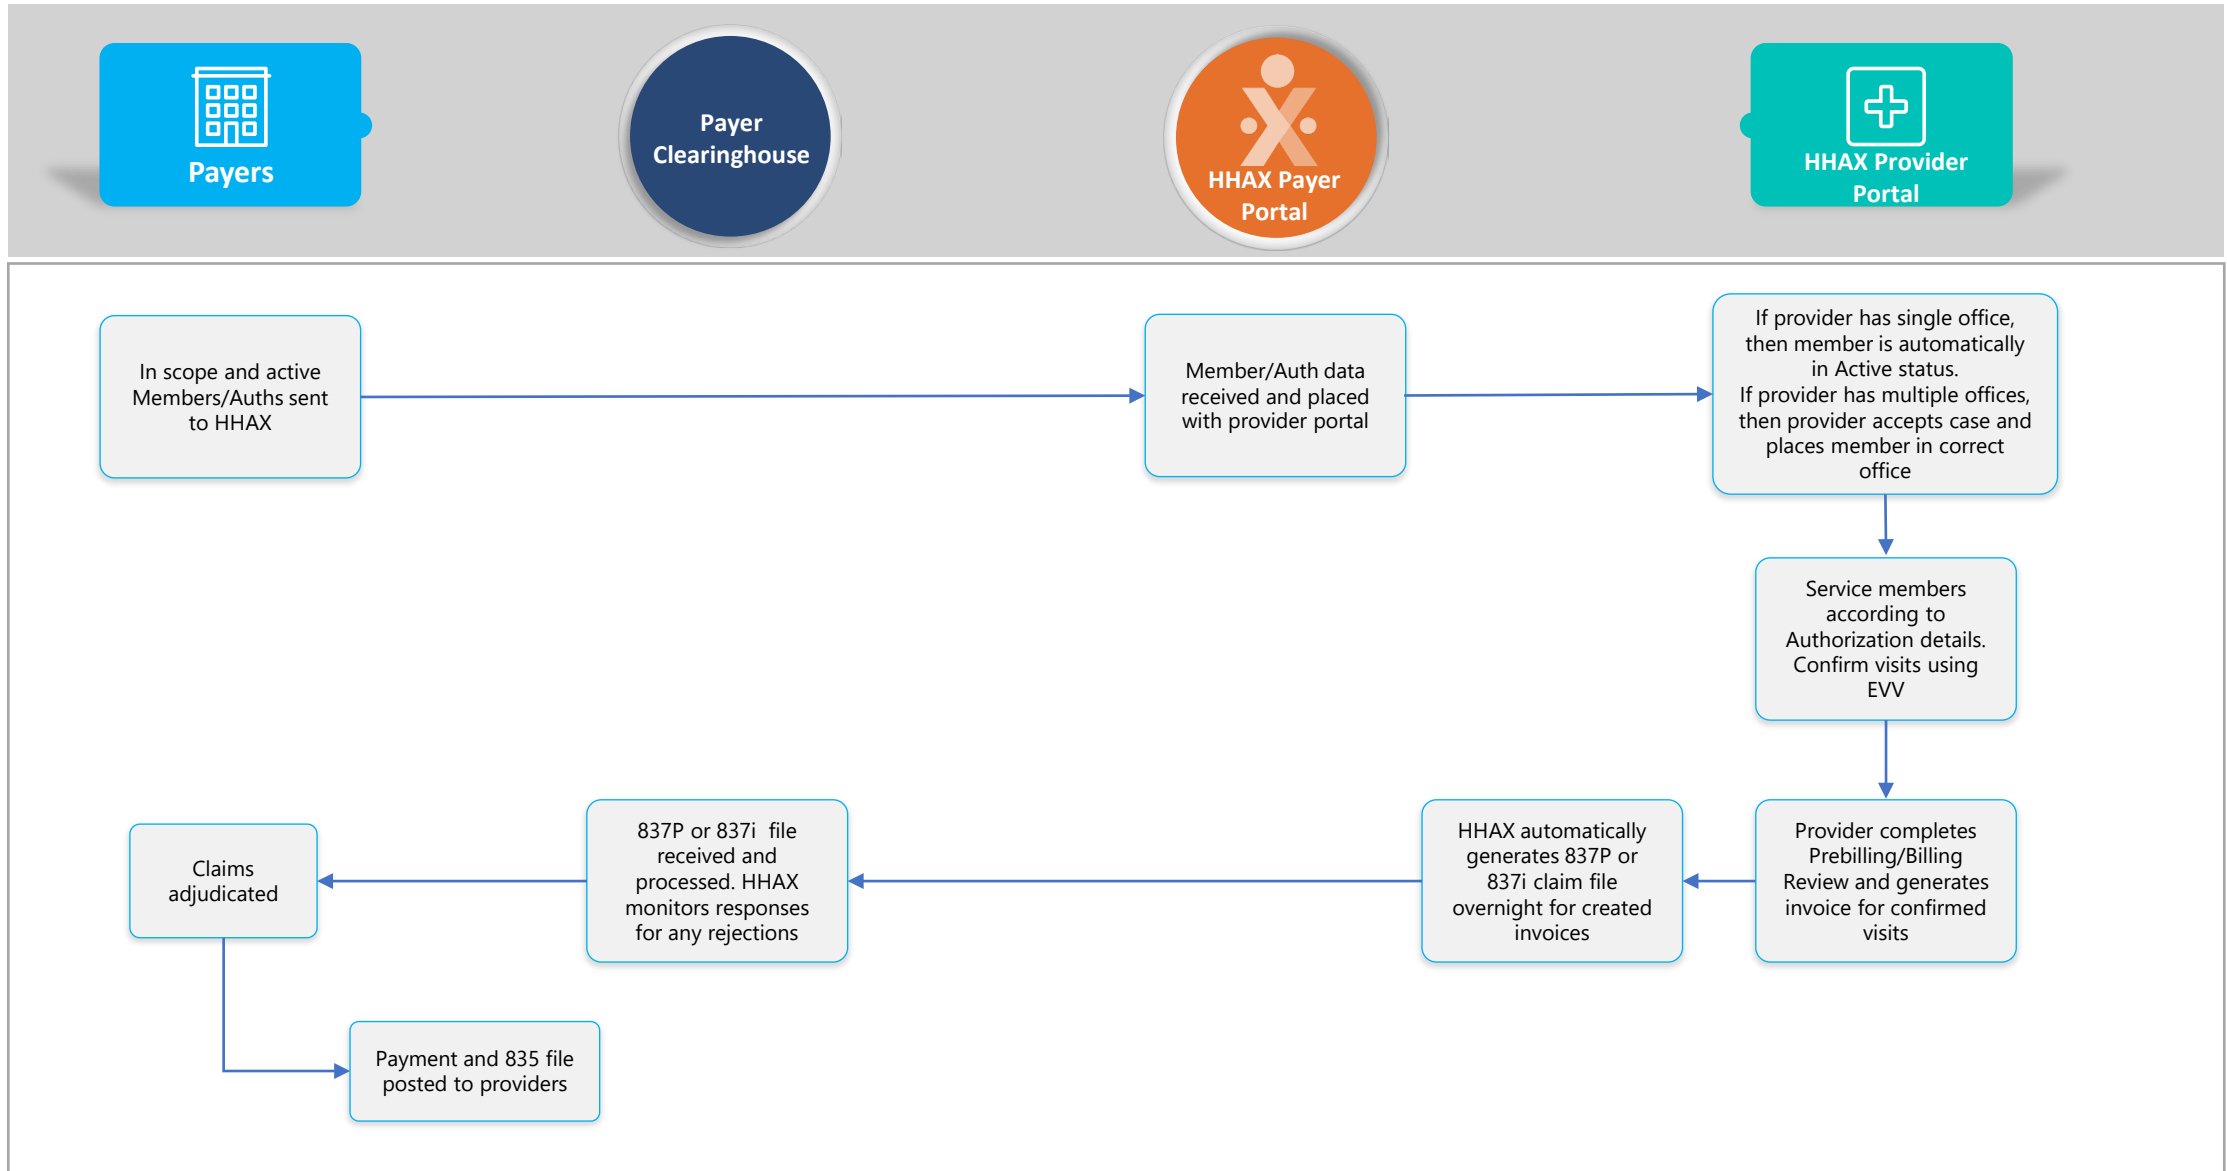 Payers
Payer
Clearinghouse
HHAX Payer
Portal
HHAX Provider
Portal
In scope and active
Members/Auths sent
to HHAX
Member/Auth data
received and placed
with provider portal
If provider has single office,
then member is automatically
in Active status.
If provider has multiple offices,
then provider accepts case and
places member in correct
office
Service members
according to
Authorization details.
Confirm visits using
EVV
Provider completes
Prebilling/Billing
Review and generates
invoice for confirmed
visits
HHAX automatically
generates 837P or
837i claim file
overnight for created
invoices
837P or 837i  file
received and
processed. HHAX
monitors responses
for any rejections
Claims
adjudicated
Payment and 835 file
posted to providers